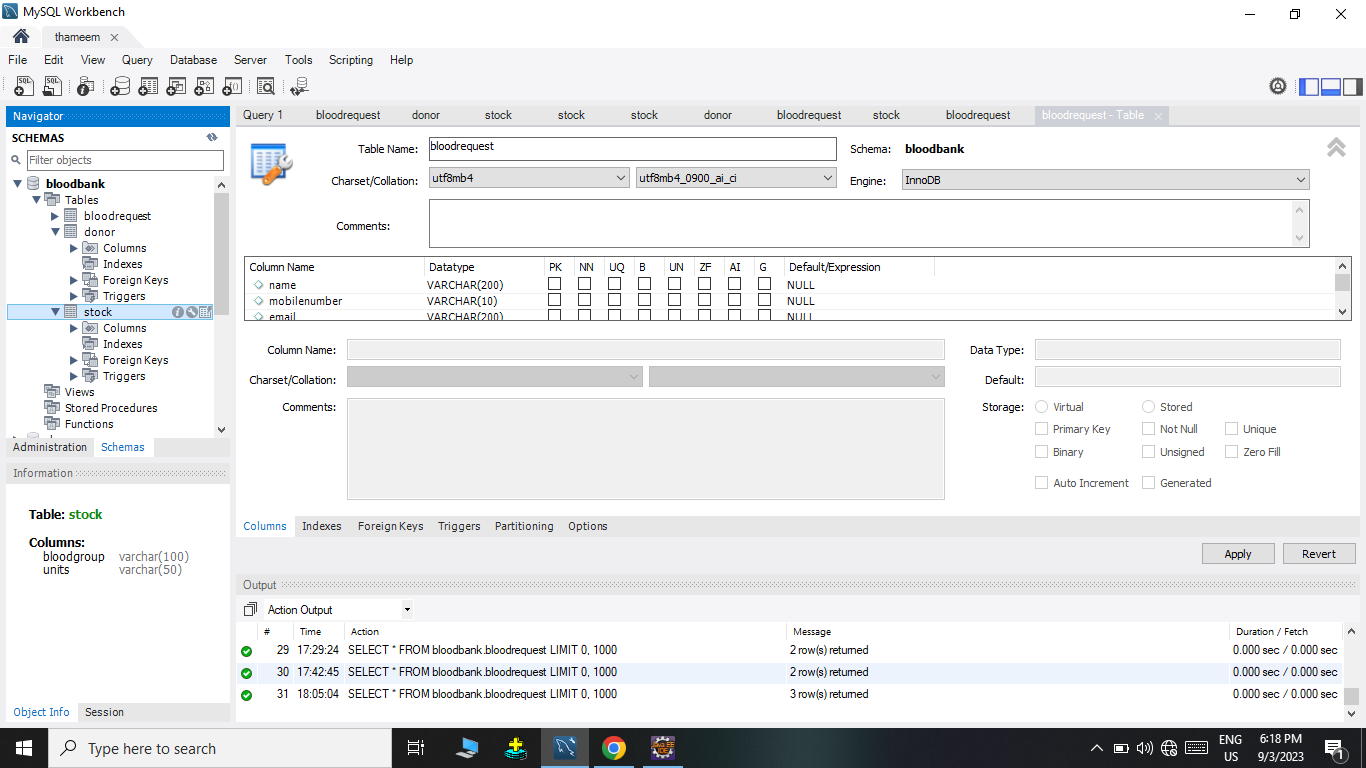 MySQL Workbench
thameem
File Edit View Query Database Server Tools Scripting Help
Navigator
SCHEMAS
Filter objects
bloodbank
Tables
bloodrequest
donor
Columns
Indexes
Foreign Keys
Triggers
stock
Columns
Indexes
Foreign Keys
Triggers
Views
Stored Procedures
Functions
Administration Schemas
Information
Table: stock
Columns:
bloodgroup varchar(100)
units varchar(50)
Object Info Session
Query 1 bloodrequest donor stock stock stock donor bloodrequest stock bloodrequest bloodrequest - Table
Table Name: bloodrequest Schema: bloodbank
Charset/Collation: utf8mb4 utf8mb4_0900_ai_ci Engine: InnoDB
Comments:
Column Name Datatype PK NN UQ B UN ZF AI G Default/Expression
name VARCHAR(200) NULL
mobilenumber VARCHAR(10) NULL
email VARCHAR(200) NULL
Column Name: Data Type:
Charset/Collation: Default:
Comments: Storage: Virtual Stored
Primary Key Not Null Unique
Binary Unsigned Zero Fill
Auto Increment Generated
Columns Indexes Foreign Keys Triggers Partitioning Options
Apply Revert
Output
Action Output
# Time Action Message Duration / Fetch
29 17:29:24 SELECT * FROM bloodbank.bloodrequest LIMIT 0, 1000 2 row(s) returned 0.000 sec / 0.000 sec
30 17:42:45 SELECT * FROM bloodbank.bloodrequest LIMIT 0, 1000 2 row(s) returned 0.000 sec / 0.000 sec
31 18:05:04 SELECT * FROM bloodbank.bloodrequest LIMIT 0, 1000 3 row(s) returned 0.000 sec / 0.000 sec
Type here to search
ENG 6:18 PM
US 9/3/2023
1